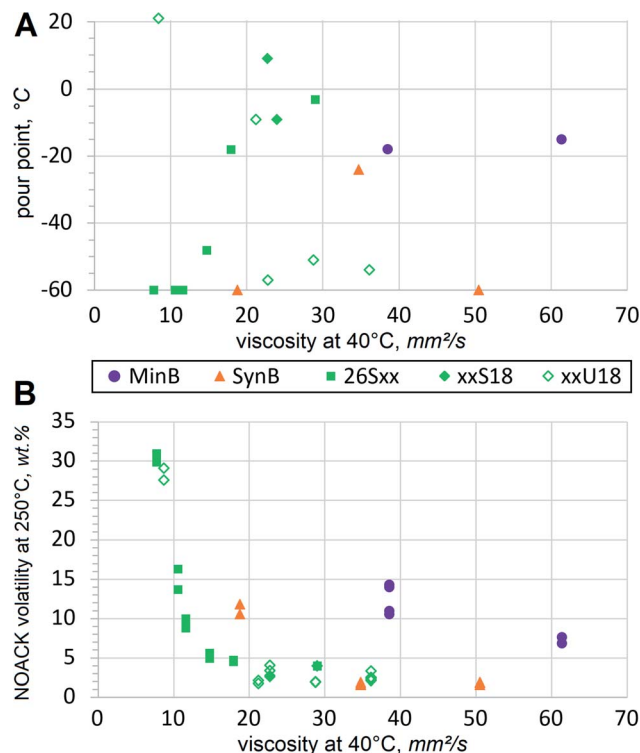 A
pour point, °C
20
0
-20
-40
-60
0 10 20 30 40 50 60 70
viscosity at 40°C, mm²/s
MinB SynB 26Sxx xxS18 xxU18
B
NOACK volatility at 250°C, wt.%
35
30
25
20
15
10
5
0
0 10 20 30 40 50 60 70
viscosity at 40°C, mm²/s